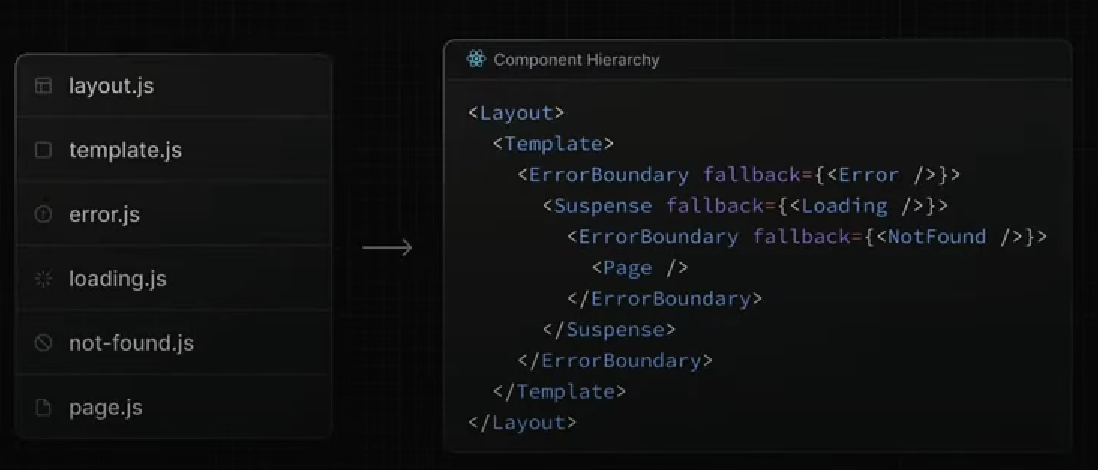 layout.js
template.js
error.js
loading.js
not-found.js
page.js
Component Hierarchy
<Layout>
  <Template>
    <ErrorBoundary fallback={<Error />}>
      <Suspense fallback={<Loading />}>
        <ErrorBoundary fallback={<NotFound />}>
          <Page />
        </ErrorBoundary>
      </Suspense>
    </ErrorBoundary>
  </Template>
</Layout>